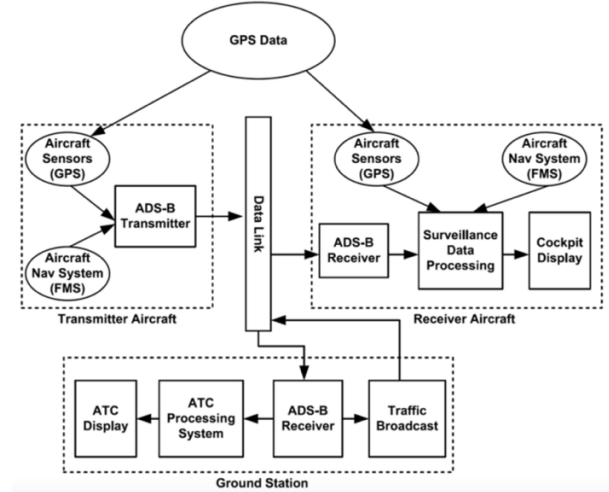 GPS Data
Aircraft
Sensors
(GPS)
ADS-B
Transmitter
Aircraft
Nav System
(FMS)
Transmitter Aircraft
Data Link
Aircraft
Sensors
(GPS)
Aircraft
Nav System
(FMS)
ADS-B
Receiver
Surveillance
Data
Processing
Cockpit
Display
Receiver Aircraft
ATC
Display
ATC
Processing
System
ADS-B
Receiver
Traffic
Broadcast
Ground Station